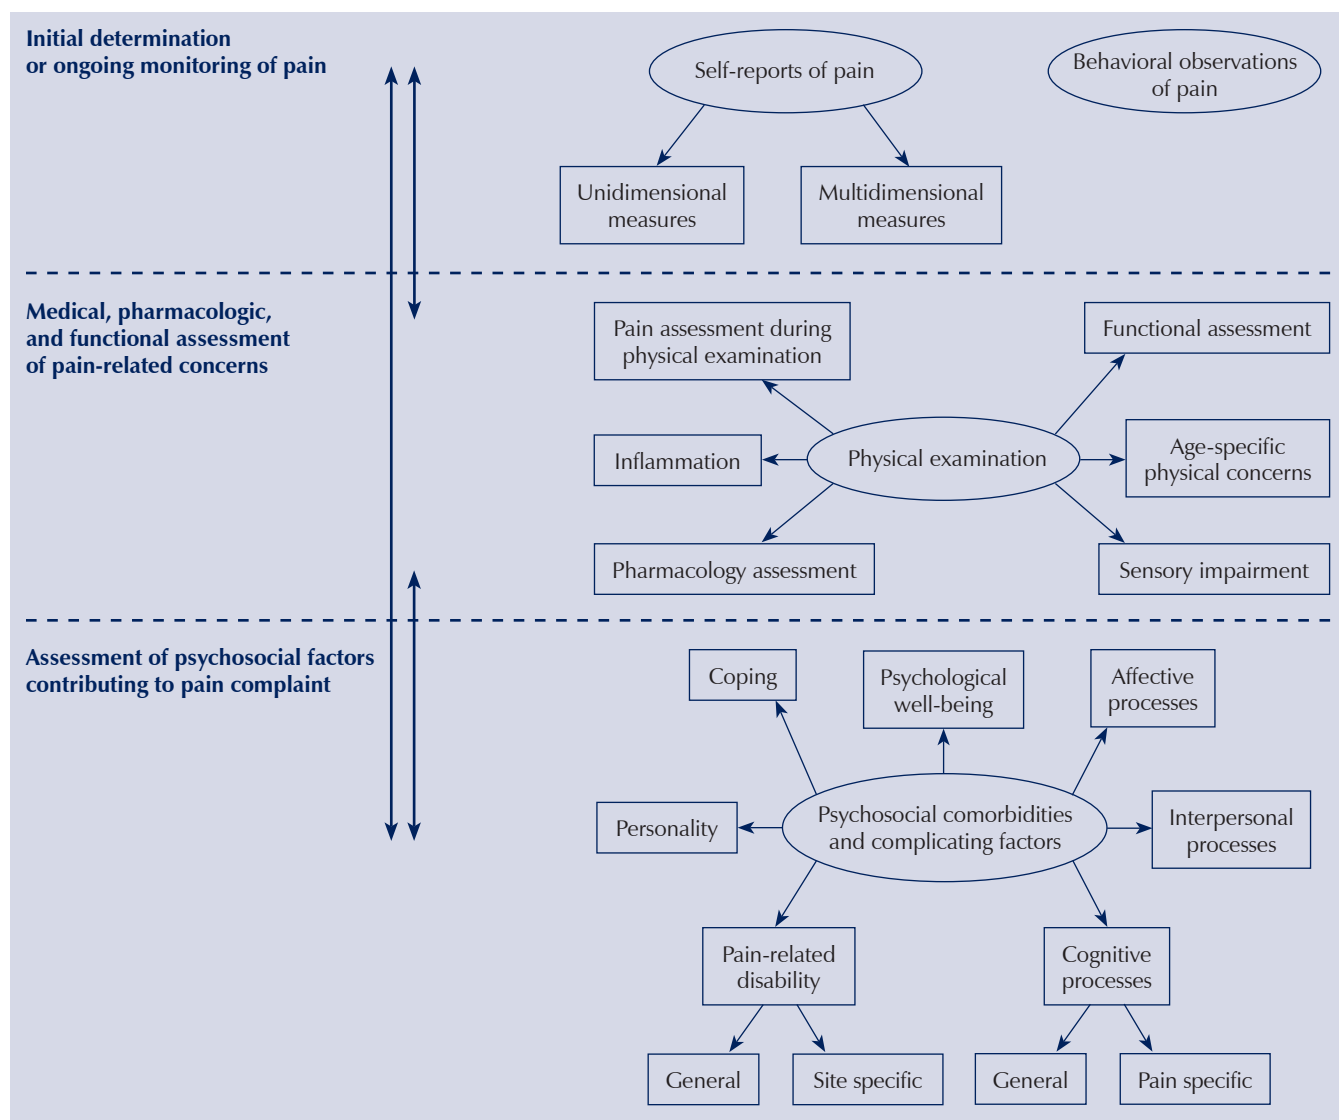 Initial determination
or ongoing monitoring of pain
Self-reports of pain
Behavioral observations
of pain
Unidimensional
measures
Multidimensional
measures
Medical, pharmacologic,
and functional assessment
of pain-related concerns
Pain assessment during
physical examination
Functional assessment
Inflammation
Physical examination
Age-specific
physical concerns
Pharmacology assessment
Sensory impairment
Assessment of psychosocial factors
contributing to pain complaint
Coping
Psychological
well-being
Affective
processes
Personality
Psychosocial comorbidities
and complicating factors
Interpersonal
processes
Pain-related
disability
Cognitive
processes
General
Site specific
General
Pain specific